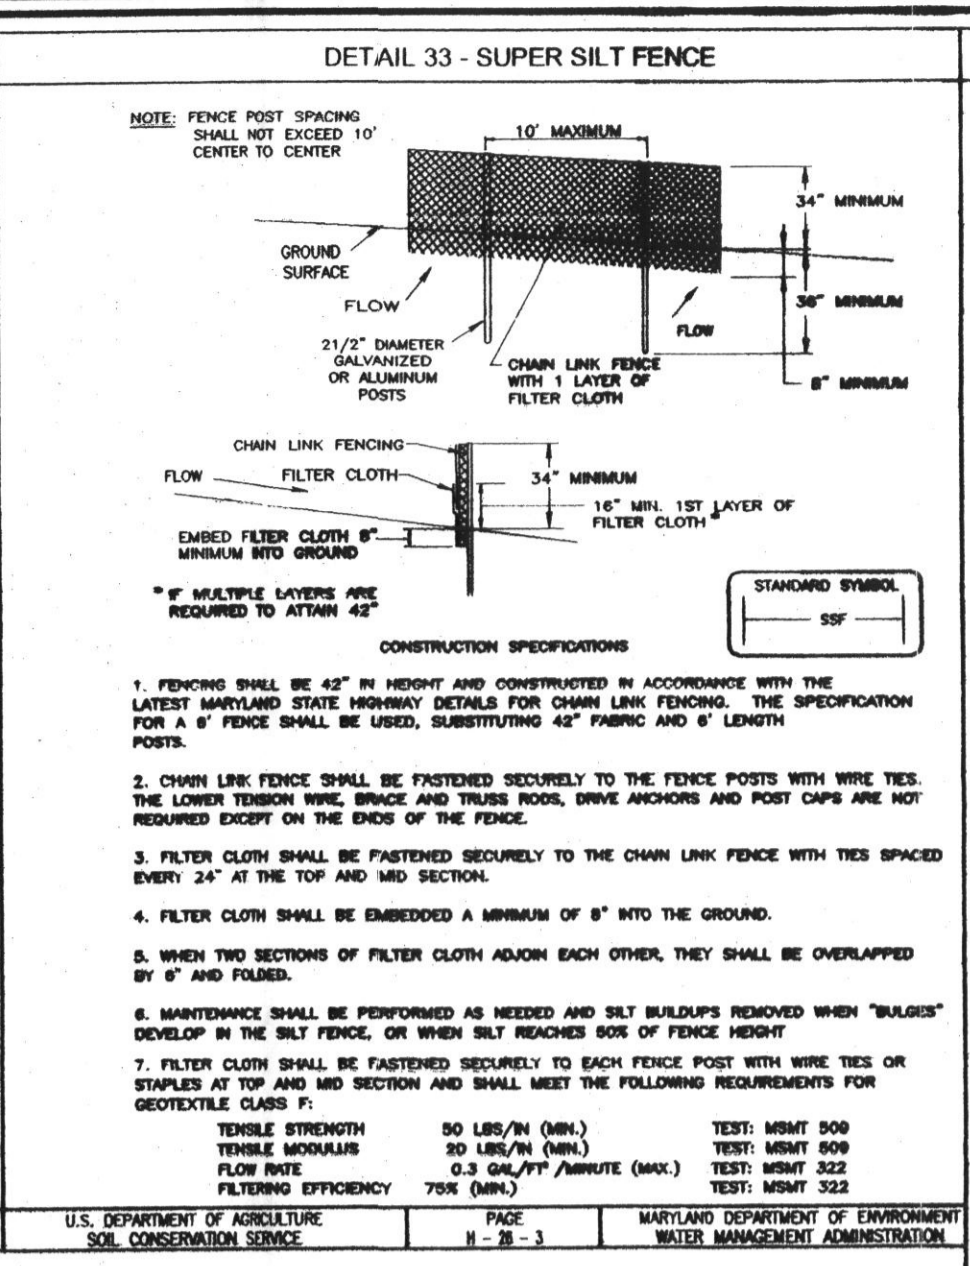 DETAIL 33 - SUPER SILT FENCE
NOTE: FENCE POST SPACING
SHALL NOT EXCEED 10'
CENTER TO CENTER
10' MAXIMUM
34" MINIMUM
GROUND
SURFACE
FLOW
36" MINIMUM
FLOW
21/2" DIAMETER
GALVANIZED
OR ALUMINUM
POSTS
CHAIN LINK FENCE
WITH 1 LAYER OF
FILTER CLOTH
8" MINIMUM
CHAIN LINK FENCING
FLOW
FILTER CLOTH
34" MINIMUM
16" MIN. 1ST LAYER OF
FILTER CLOTH *
EMBED FILTER CLOTH 8"
MINIMUM INTO GROUND
* IF MULTIPLE LAYERS ARE
REQUIRED TO ATTAIN 42"
STANDARD SYMBOL
SSF
CONSTRUCTION SPECIFICATIONS
1. FENCING SHALL BE 42" IN HEIGHT AND CONSTRUCTED IN ACCORDANCE WITH THE
LATEST MARYLAND STATE HIGHWAY DETAILS FOR CHAIN LINK FENCING. THE SPECIFICATION
FOR A 6' FENCE SHALL BE USED, SUBSTITUTING 42" FABRIC AND 6' LENGTH
POSTS.
2. CHAIN LINK FENCE SHALL BE FASTENED SECURELY TO THE FENCE POSTS WITH WIRE TIES.
THE LOWER TENSION WIRE, BRACE AND TRUSS RODS, DRIVE ANCHORS AND POST CAPS ARE NOT
REQUIRED EXCEPT ON THE ENDS OF THE FENCE.
3. FILTER CLOTH SHALL BE FASTENED SECURELY TO THE CHAIN LINK FENCE WITH TIES SPACED
EVERY 24" AT THE TOP AND MID SECTION.
4. FILTER CLOTH SHALL BE EMBEDDED A MINIMUM OF 8" INTO THE GROUND.
5. WHEN TWO SECTIONS OF FILTER CLOTH ADJOIN EACH OTHER, THEY SHALL BE OVERLAPPED
BY 6" AND FOLDED.
6. MAINTENANCE SHALL BE PERFORMED AS NEEDED AND SILT BUILDUPS REMOVED WHEN "BULGES"
DEVELOP IN THE SILT FENCE, OR WHEN SILT REACHES 50% OF FENCE HEIGHT
7. FILTER CLOTH SHALL BE FASTENED SECURELY TO EACH FENCE POST WITH WIRE TIES OR
STAPLES AT TOP AND MID SECTION AND SHALL MEET THE FOLLOWING REQUIREMENTS FOR
GEOTEXTILE CLASS F:
TENSILE STRENGTH 50 LBS/IN (MIN.) TEST: MSMT 509
TENSILE MODULUS 20 LBS/IN (MIN.) TEST: MSMT 509
FLOW RATE 0.3 GAL/FT² /MINUTE (MAX.) TEST: MSMT 322
FILTERING EFFICIENCY 75% (MIN.) TEST: MSMT 322
U.S. DEPARTMENT OF AGRICULTURE
SOIL CONSERVATION SERVICE
PAGE
H - 26 - 3
MARYLAND DEPARTMENT OF ENVIRONMENT
WATER MANAGEMENT ADMINISTRATION